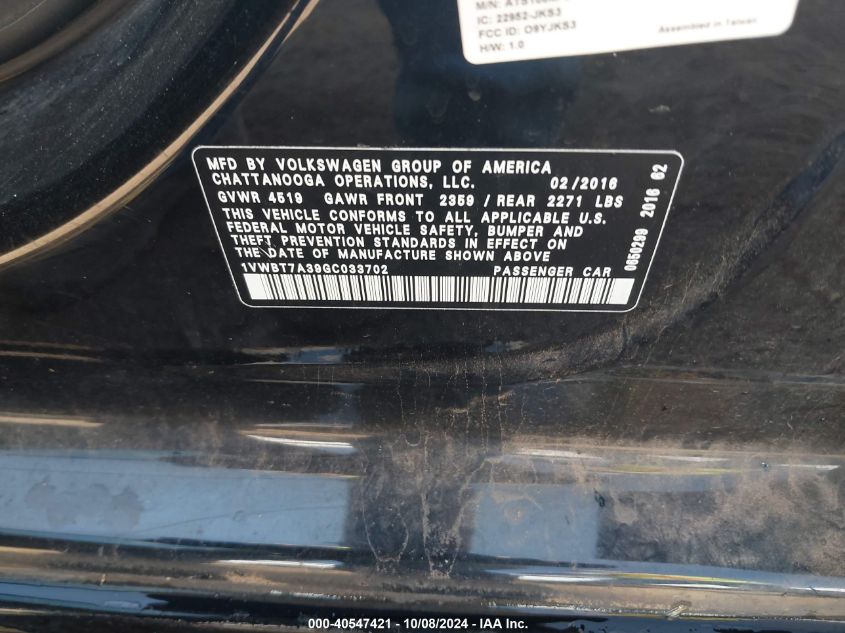 IC: 22952-JKS3
FCC ID: O9YJKS3
H/W: 1.0
Assembled in Taiwan
MFD BY VOLKSWAGEN GROUP OF AMERICA
CHATTANOOGA OPERATIONS, LLC. 02/2016
GVWR 4519 GAWR FRONT 2359 / REAR 2271 LBS
THIS VEHICLE CONFORMS TO ALL APPLICABLE U.S.
FEDERAL MOTOR VEHICLE SAFETY, BUMPER AND
THEFT PREVENTION STANDARDS IN EFFECT ON
THE DATE OF MANUFACTURE SHOWN ABOVE
1VWBT7A39GC033702 PASSENGER CAR
0650299 2016 62
000-40547421 - 10/08/2024 - IAA Inc.